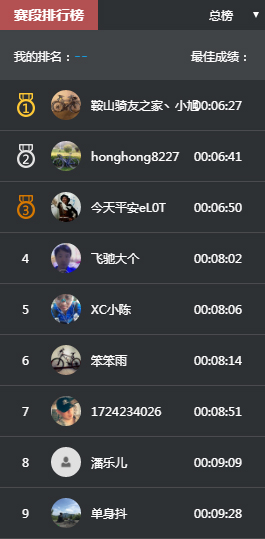 赛段排行榜 总榜 ▼
我的排名：-- 最佳成绩：
1 鞍山骑友之家丶小旭 00:06:27
2 honghong8227 00:06:41
3 今天平安eL0T 00:06:50
4 飞驰大个 00:08:02
5 XC小陈 00:08:06
6 笨笨雨 00:08:14
7 1724234026 00:08:51
8 潘乐儿 00:09:09
9 单身抖 00:09:28